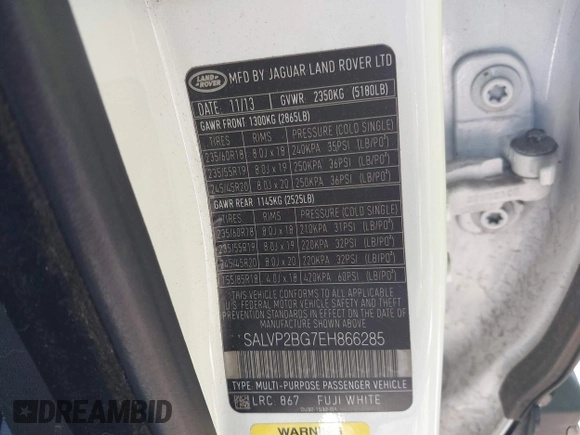 LAND ROVER
MFD BY JAGUAR LAND ROVER LTD
DATE: 11/13 GVWR 2350KG (5180LB)
GAWR FRONT 1300KG (2865LB)
TIRES RIMS PRESSURE (COLD SINGLE)
235/60R18 8.0J x 18 240KPA 35PSI (LB/PO²)
235/55R19 8.0J x 19 250KPA 36PSI (LB/PO²)
245/45R20 8.0J x 20 250KPA 36PSI (LB/PO²)
GAWR REAR 1145KG (2525LB)
TIRES RIMS PRESSURE (COLD SINGLE)
235/60R18 8.0J x 18 210KPA 31PSI (LB/PO²)
235/55R19 8.0J x 19 220KPA 32PSI (LB/PO²)
245/45R20 8.0J x 20 220KPA 32PSI (LB/PO²)
155/85R18 4.0J x 18 420KPA 60PSI (LB/PO²)
THIS VEHICLE CONFORMS TO ALL APPLICABLE
U.S. FEDERAL MOTOR VEHICLE SAFETY AND THEFT
PREVENTION STANDARDS IN EFFECT ON THE DATE OF
MANUFACTURE SHOWN ABOVE.
SALVP2BG7EH866285
TYPE: MULTI-PURPOSE PASSENGER VEHICLE
LRC 867 FUJI WHITE
WARNING
DREAMBID